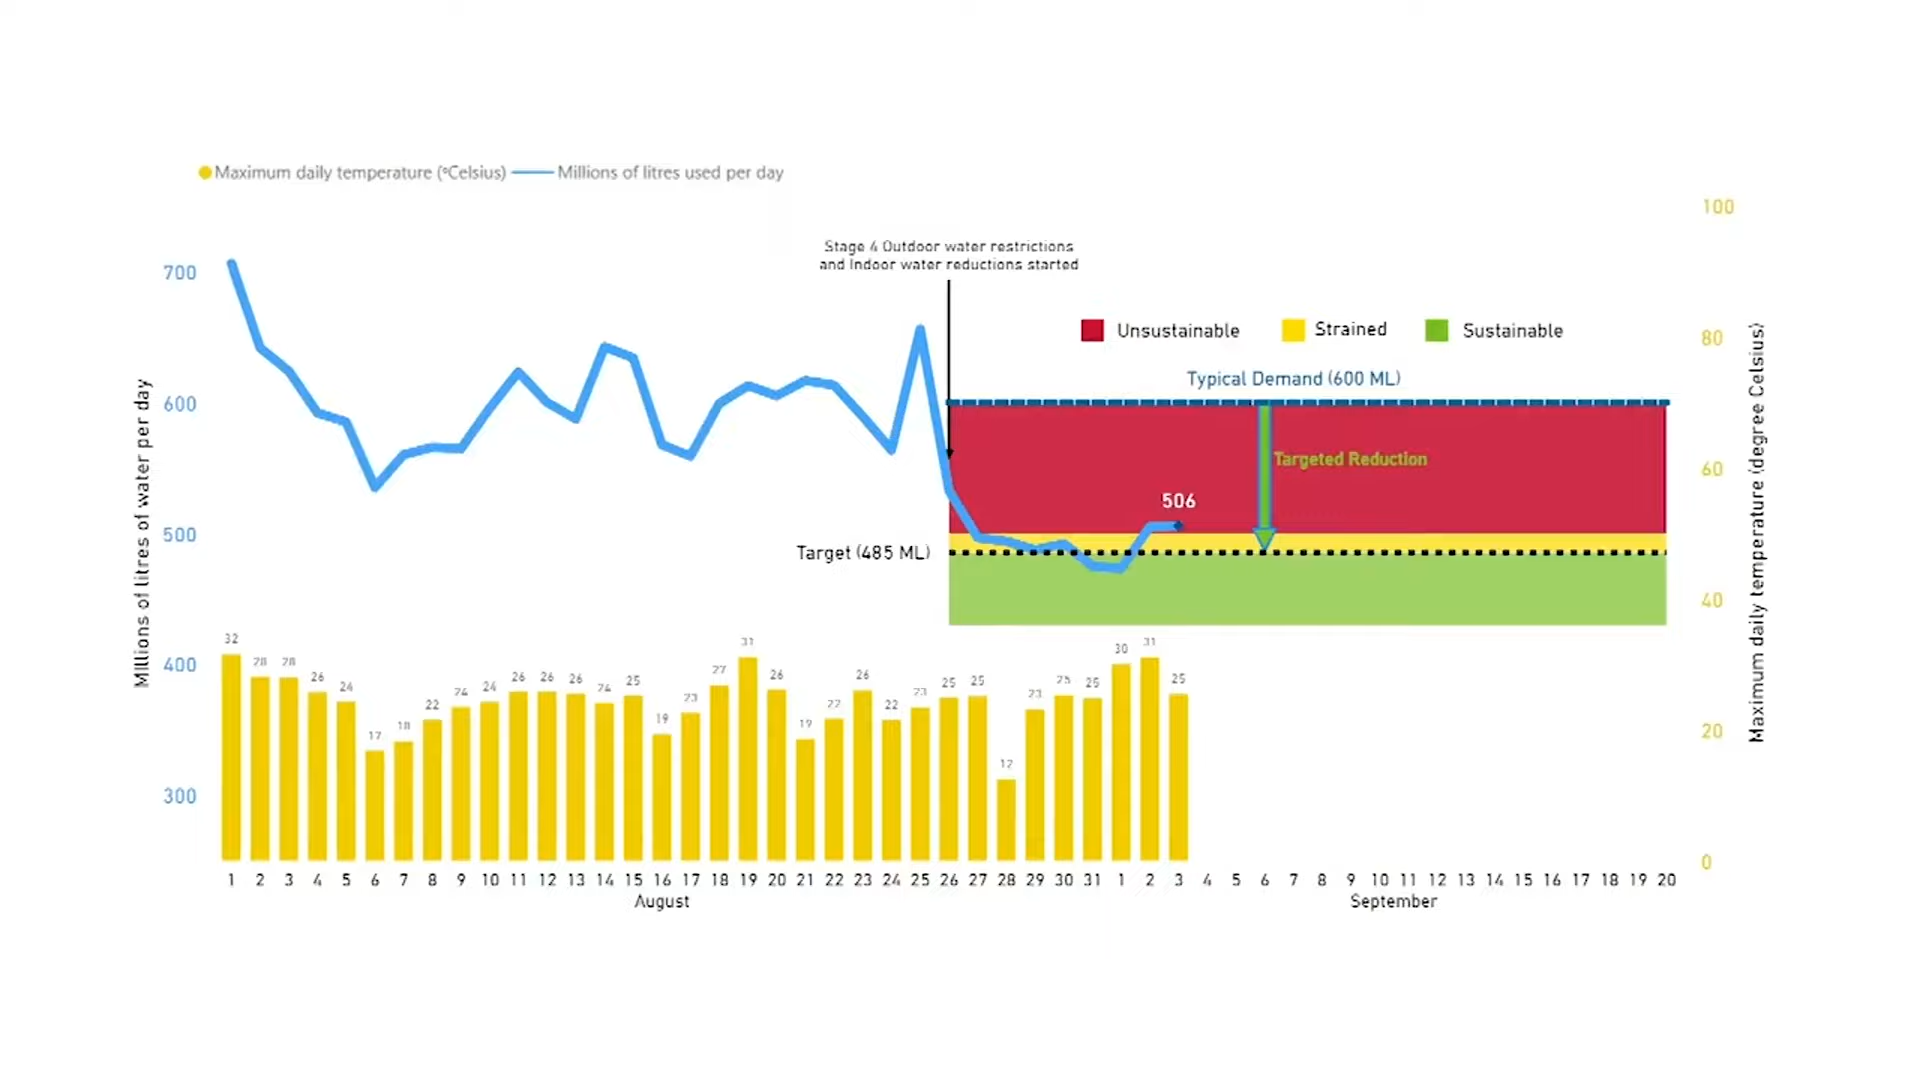 Maximum daily temperature (ºCelsius) Millions of litres used per day
Stage 4 Outdoor water restrictions
and Indoor water reductions started
Unsustainable Strained Sustainable
Typical Demand (600 ML)
Targeted Reduction
506
Target (485 ML)
Millions of litres of water per day
700
600
500
400
300
Maximum daily temperature (degree Celsius)
100
80
60
40
20
0
32 28 28 26 24 17 18 22 24 24 26 26 26 24 25 19 23 27 31 26 19 22 26 22 23 25 25 12 23 25 25 30 31 25
1 2 3 4 5 6 7 8 9 10 11 12 13 14 15 16 17 18 19 20 21 22 23 24 25 26 27 28 29 30 31 1 2 3 4 5 6 7 8 9 10 11 12 13 14 15 16 17 18 19 20
August September